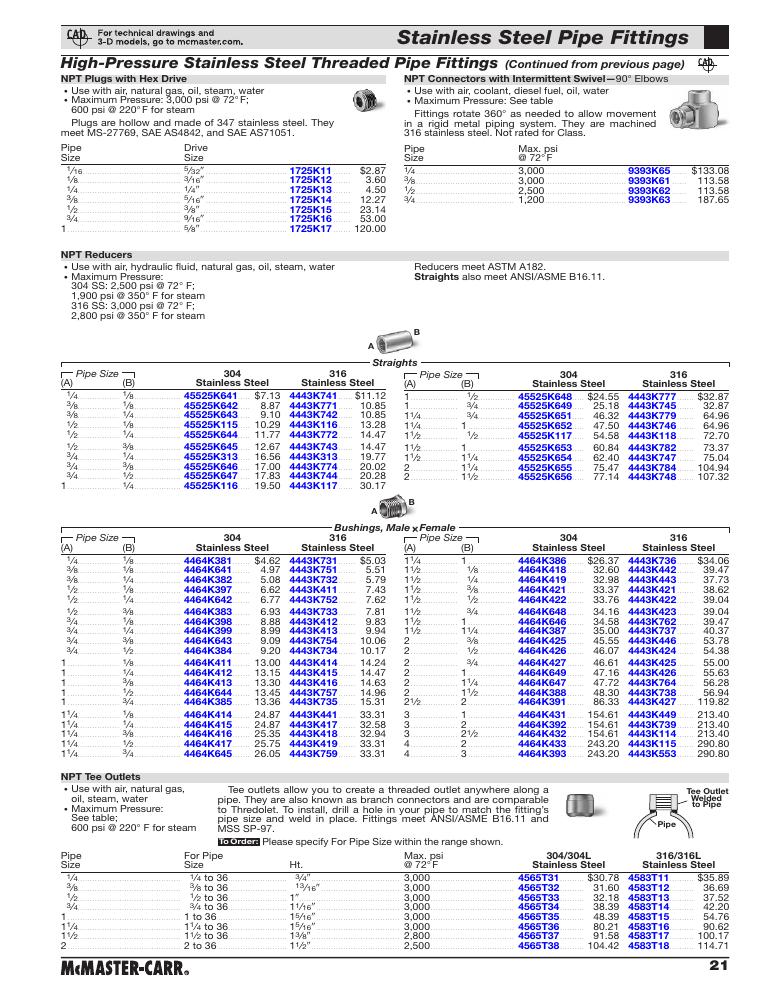 CAD For technical drawings and
3-D models, go to mcmaster.com.
Stainless Steel Pipe Fittings
High-Pressure Stainless Steel Threaded Pipe Fittings (Continued from previous page) CAD
NPT Plugs with Hex Drive
• Use with air, natural gas, oil, steam, water
• Maximum Pressure: 3,000 psi @ 72°F;
600 psi @ 220°F for steam
Plugs are hollow and made of 347 stainless steel. They
meet MS-27769, SAE AS4842, and SAE AS71051.
Pipe Drive
Size Size
1/16 5/32" 1725K11 $2.87
1/8 3/16" 1725K12 3.60
1/4 1/4" 1725K13 4.50
3/8 5/16" 1725K14 12.27
1/2 3/8" 1725K15 23.14
3/4 9/16" 1725K16 53.00
1 5/8" 1725K17 120.00
NPT Connectors with Intermittent Swivel—90° Elbows
• Use with air, coolant, diesel fuel, oil, water
• Maximum Pressure: See table
Fittings rotate 360° as needed to allow movement
in a rigid metal piping system. They are machined
316 stainless steel. Not rated for Class.
Pipe Max. psi
Size @ 72°F
1/4 3,000 9393K65 $133.08
3/8 3,000 9393K61 113.58
1/2 2,500 9393K62 113.58
3/4 1,200 9393K63 187.65
NPT Reducers
• Use with air, hydraulic fluid, natural gas, oil, steam, water
• Maximum Pressure:
304 SS: 2,500 psi @ 72° F;
1,900 psi @ 350° F for steam
316 SS: 3,000 psi @ 72° F;
2,800 psi @ 350° F for steam
Reducers meet ASTM A182.
Straights also meet ANSI/ASME B16.11.
A B
Straights
Pipe Size 304 316
(A) (B) Stainless Steel Stainless Steel
1/4 1/8 45525K641 $7.13 4443K741 $11.12
3/8 1/8 45525K642 8.87 4443K771 10.85
3/8 1/4 45525K643 9.10 4443K742 10.85
1/2 1/8 45525K115 10.29 4443K116 13.28
1/2 1/4 45525K644 11.77 4443K772 14.47
1/2 3/8 45525K645 12.67 4443K743 14.20
3/4 1/4 45525K313 16.56 4443K313 19.77
3/4 3/8 45525K646 17.00 4443K774 20.02
3/4 1/2 45525K647 17.83 4443K744 20.28
1 1/4 45525K116 19.50 4443K117 30.17
Pipe Size 304 316
(A) (B) Stainless Steel Stainless Steel
1 1/2 45525K648 $24.55 4443K777 $32.87
1 3/4 45525K649 25.18 4443K745 32.87
1 1/4 3/4 45525K651 46.32 4443K779 64.96
1 1/4 1 45525K652 47.50 4443K746 64.96
1 1/2 1/2 45525K117 54.58 4443K118 72.70
1 1/2 1 45525K653 60.84 4443K782 73.37
1 1/2 1 1/4 45525K654 62.40 4443K747 75.04
2 1 1/4 45525K655 75.47 4443K784 104.94
2 1 1/2 45525K656 77.14 4443K748 107.32
A B
Bushings, Male x Female
Pipe Size 304 316
(A) (B) Stainless Steel Stainless Steel
1/4 1/8 4464K381 $4.62 4443K731 $5.03
3/8 1/8 4464K641 4.97 4443K751 5.51
3/8 1/4 4464K382 5.08 4443K732 5.79
1/2 1/8 4464K397 6.62 4443K411 7.43
1/2 1/4 4464K642 6.77 4443K752 7.62
1/2 3/8 4464K383 6.93 4443K733 7.81
3/4 1/8 4464K398 8.88 4443K412 9.83
3/4 1/4 4464K399 8.99 4443K413 9.94
3/4 3/8 4464K643 9.09 4443K754 10.06
3/4 1/2 4464K384 9.20 4443K734 10.17
1 1/8 4464K411 13.00 4443K414 14.24
1 1/4 4464K412 13.15 4443K415 14.47
1 3/8 4464K413 13.30 4443K416 14.63
1 1/2 4464K644 13.45 4443K757 14.96
1 3/4 4464K385 13.36 4443K735 15.31
1 1/4 1/8 4464K414 24.87 4443K441 33.31
1 1/4 1/4 4464K415 24.87 4443K417 32.58
1 1/4 3/8 4464K416 25.35 4443K418 32.94
1 1/4 1/2 4464K417 25.75 4443K419 33.31
1 1/4 3/4 4464K645 26.05 4443K759 33.31
Pipe Size 304 316
(A) (B) Stainless Steel Stainless Steel
1 1/4 1 4464K386 $26.37 4443K736 $34.06
1 1/2 1/8 4464K418 32.60 4443K442 39.47
1 1/2 1/4 4464K419 32.98 4443K443 37.73
1 1/2 3/8 4464K421 33.37 4443K421 38.62
1 1/2 1/2 4464K422 33.76 4443K422 39.04
1 1/2 3/4 4464K648 34.16 4443K423 39.04
1 1/2 1 4464K646 34.58 4443K762 39.47
1 1/2 1 1/4 4464K387 35.00 4443K737 40.37
2 3/8 4464K425 45.55 4443K446 53.78
2 1/2 4464K426 46.07 4443K424 54.38
2 3/4 4464K427 46.61 4443K425 55.00
2 1 4464K649 47.16 4443K426 55.63
2 1 1/4 4464K647 47.72 4443K764 56.28
2 1 1/2 4464K388 48.30 4443K738 56.94
2 1/2 2 4464K391 86.33 4443K427 119.82
3 1 4464K431 154.61 4443K449 213.40
3 2 4464K392 154.61 4443K739 213.40
3 2 1/2 4464K432 154.61 4443K114 213.40
4 2 4464K433 243.20 4443K115 290.80
4 3 4464K393 243.20 4443K553 290.80
NPT Tee Outlets
• Use with air, natural gas,
oil, steam, water
• Maximum Pressure:
See table;
600 psi @ 220° F for steam
Tee outlets allow you to create a threaded outlet anywhere along a
pipe. They are also known as branch connectors and are comparable
to Thredolet. To install, drill a hole in your pipe to match the fitting's
pipe size and weld in place. Fittings meet ANSI/ASME B16.11 and
MSS SP-97.
To Order: Please specify For Pipe Size within the range shown.
Tee Outlet
Welded
to Pipe
Pipe
Pipe For Pipe Max. psi 304/304L 316/316L
Size Size Ht. @ 72°F Stainless Steel Stainless Steel
1/4 1/4 to 36 3/4" 3,000 4565T31 $30.78 4583T11 $35.89
3/8 3/8 to 36 13/16" 3,000 4565T32 31.60 4583T12 36.69
1/2 1/2 to 36 1" 3,000 4565T33 32.18 4583T13 37.52
3/4 3/4 to 36 1 1/16" 3,000 4565T34 38.39 4583T14 42.20
1 1 to 36 1 5/16" 3,000 4565T35 48.39 4583T15 54.76
1 1/4 1 1/4 to 36 1 5/16" 3,000 4565T36 80.21 4583T16 90.62
1 1/2 1 1/2 to 36 1 3/8" 2,800 4565T37 91.58 4583T17 100.17
2 2 to 36 1 1/2" 2,500 4565T38 104.42 4583T18 114.71
McMASTER-CARR® 21